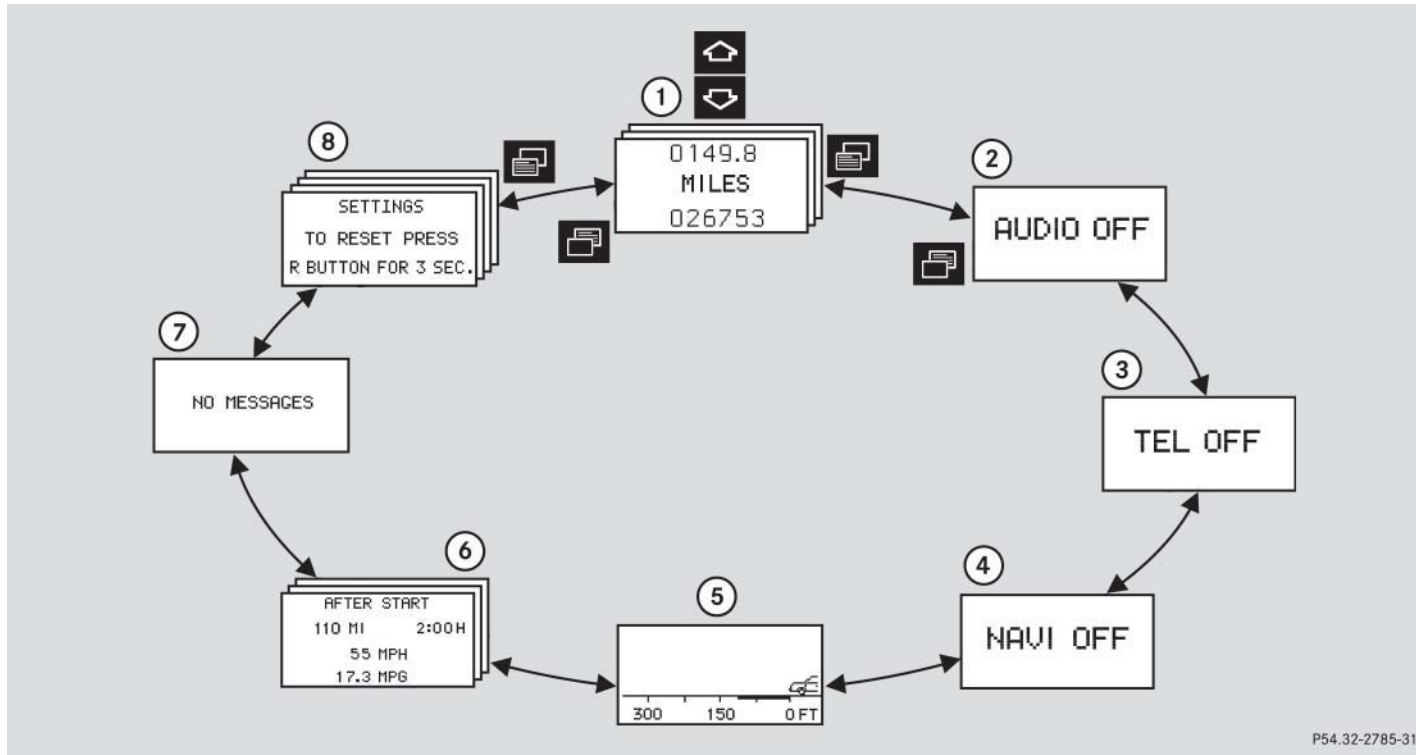 1
0149.8
MILES
026753
2
AUDIO OFF
3
TEL OFF
4
NAVI OFF
5
300 150 0 FT
6
AFTER START
110 MI 2:00 H
55 MPH
17.3 MPG
7
NO MESSAGES
8
SETTINGS
TO RESET PRESS
R BUTTON FOR 3 SEC.
P54.32-2785-31